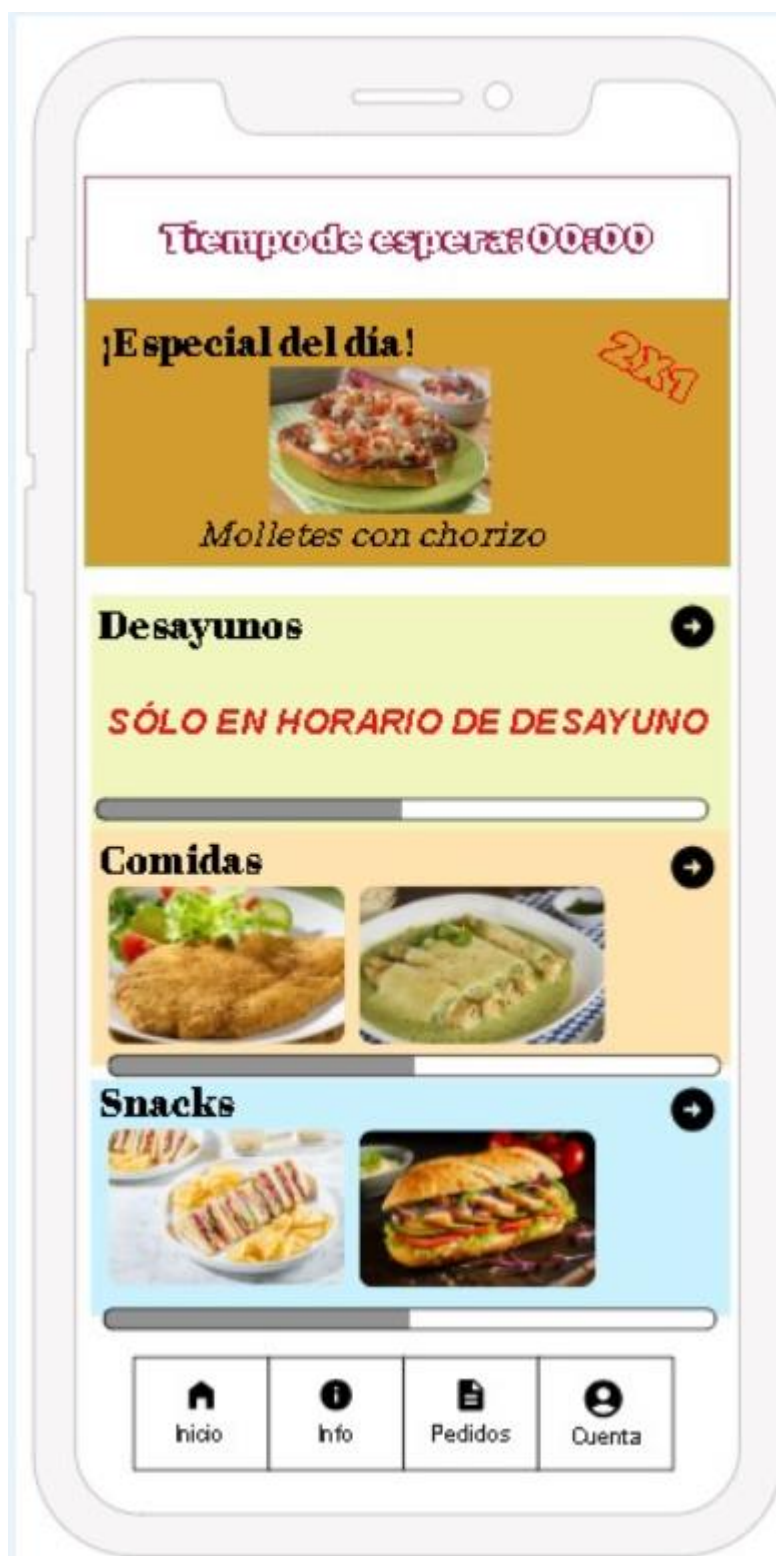 Tiempo de espera: 00:00
¡Especial del día!
2X1
Molletes con chorizo
Desayunos
SÓLO EN HORARIO DE DESAYUNO
Comidas
Snacks
Inicio
Info
Pedidos
Cuenta